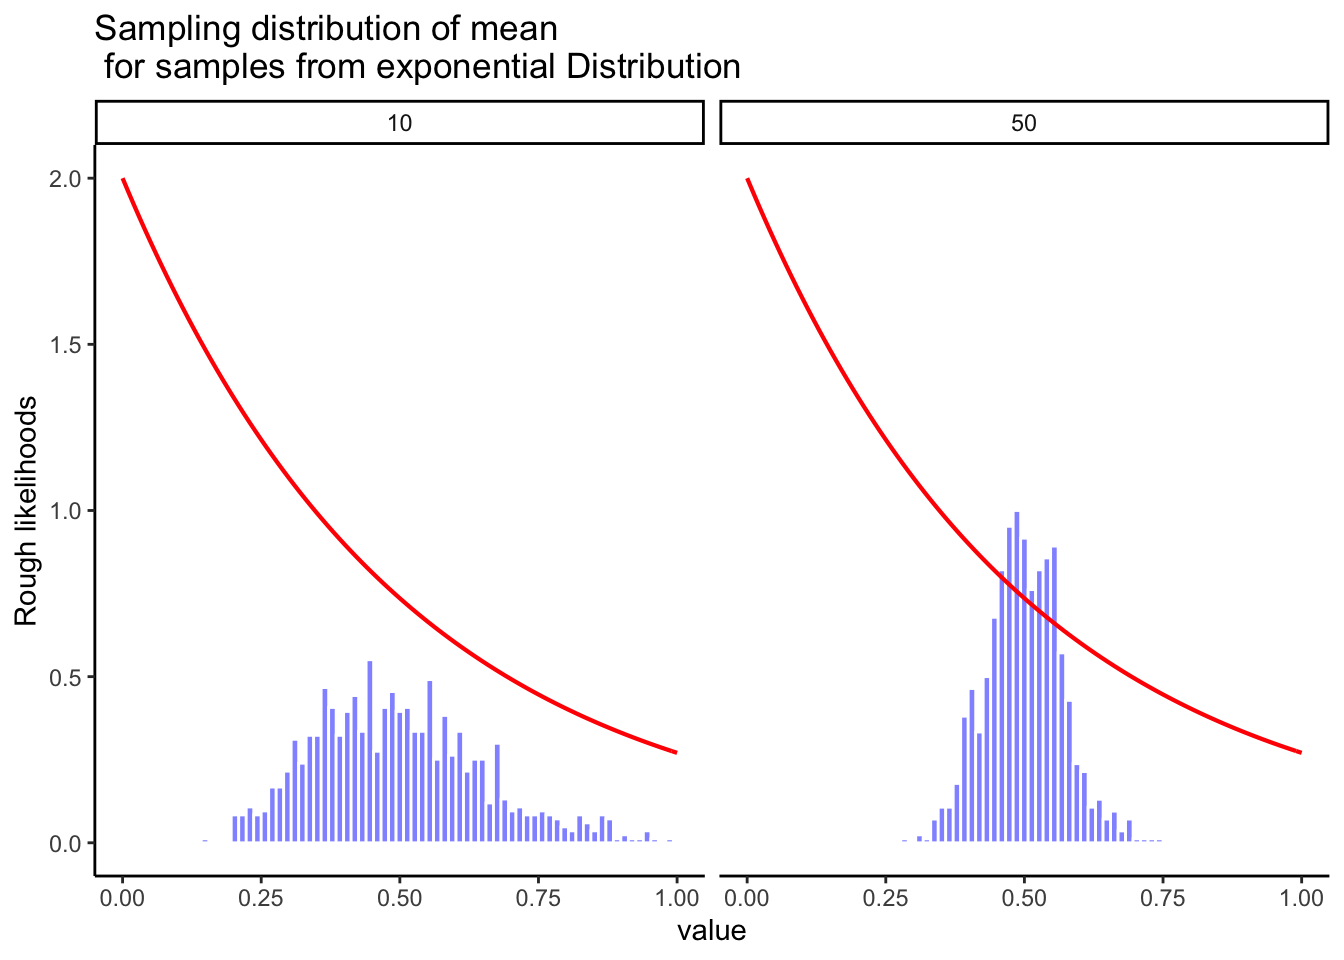 Sampling distribution of mean
for samples from exponential Distribution
10
50
Rough likelihoods
2.0
1.5
1.0
0.5
0.0
0.00 0.25 0.50 0.75 1.00
0.00 0.25 0.50 0.75 1.00
value